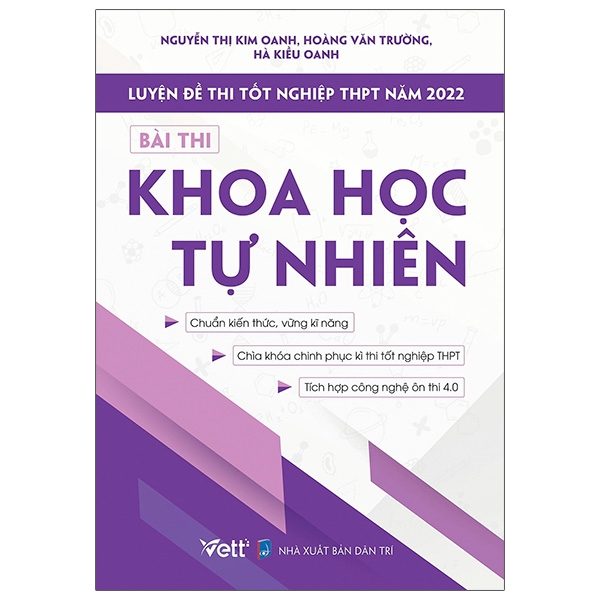 NGUYỄN THỊ KIM OANH, HOÀNG VĂN TRƯỜNG,
HÀ KIỀU OANH
LUYỆN ĐỀ THI TỐT NGHIỆP THPT NĂM 2022
BÀI THI
KHOA HỌC
TỰ NHIÊN
Chuẩn kiến thức, vững kĩ năng
Chìa khóa chinh phục kì thi tốt nghiệp THPT
Tích hợp công nghệ ôn thi 4.0
Vett NHÀ XUẤT BẢN DÂN TRÍ